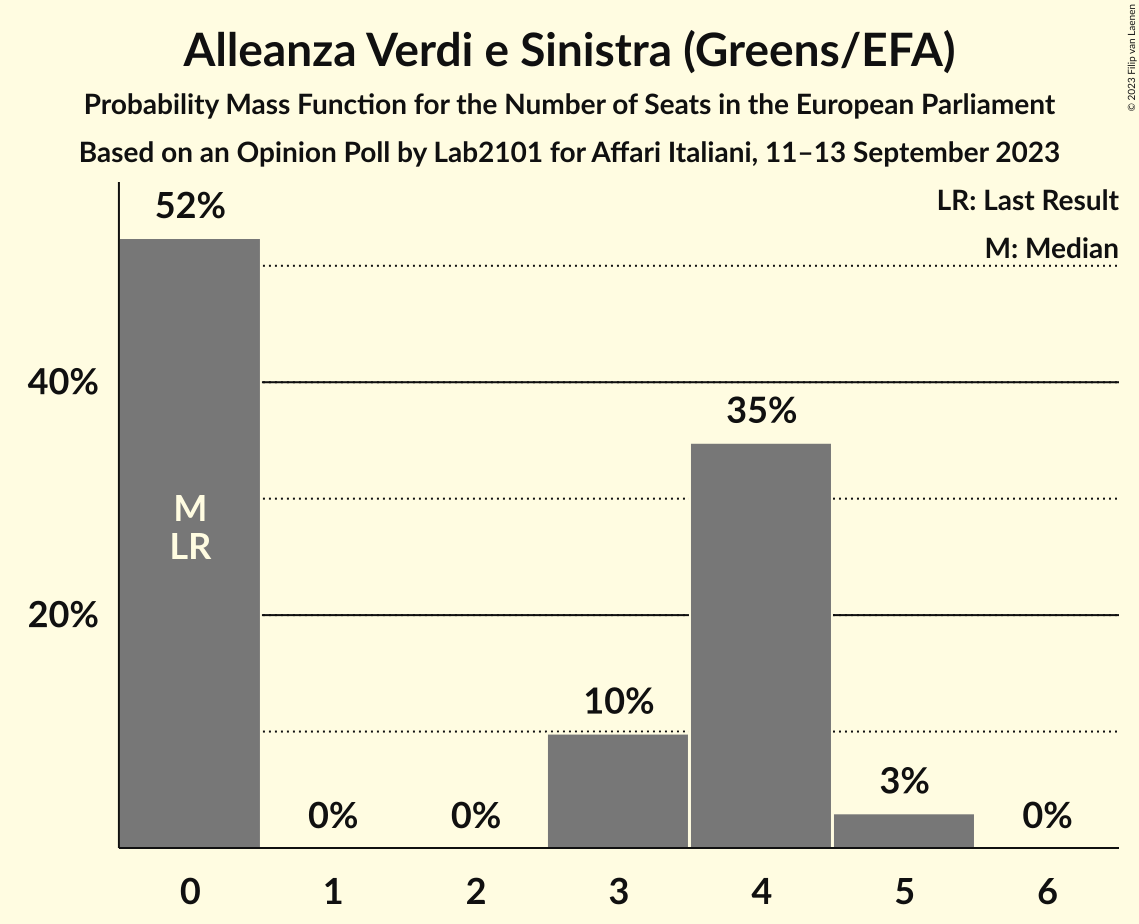 Alleanza Verdi e Sinistra (Greens/EFA)
Probability Mass Function for the Number of Seats in the European Parliament
Based on an Opinion Poll by Lab2101 for Affari Italiani, 11–13 September 2023
© 2023 Filip van Laenen
LR: Last Result
M: Median
52%
40%
35%
M
LR
20%
10%
3%
0%
0%
0%
0 1 2 3 4 5 6